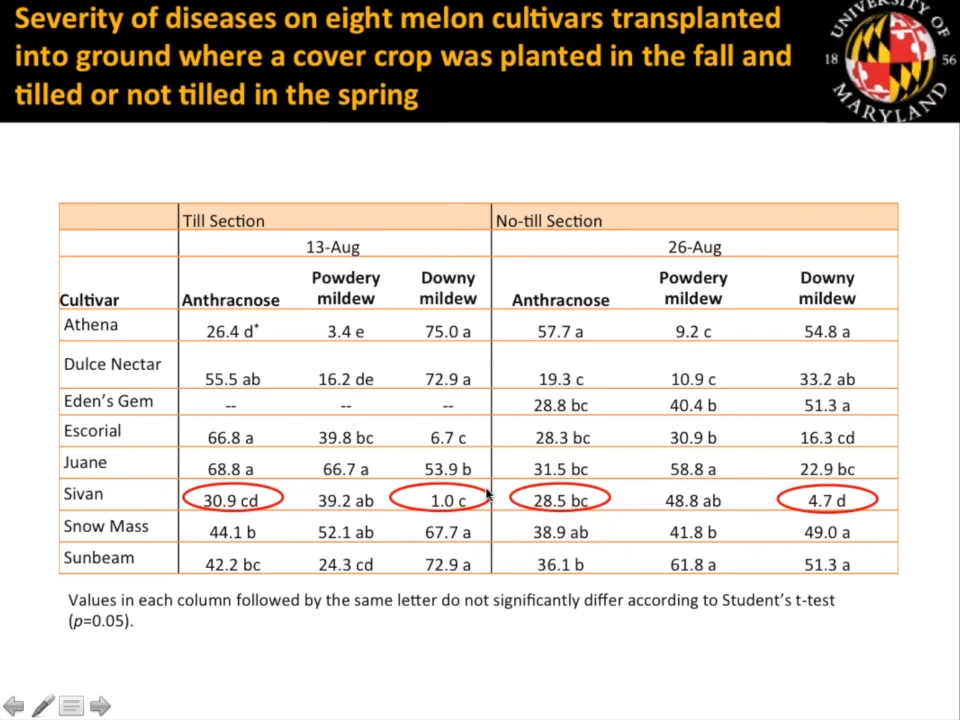 Severity of diseases on eight melon cultivars transplanted
into ground where a cover crop was planted in the fall and
tilled or not tilled in the spring
UNIVERSITY OF
18 56
MARYLAND
Till Section No-till Section
13-Aug 26-Aug
Cultivar Anthracnose Powdery mildew Downy mildew Anthracnose Powdery mildew Downy mildew
Athena 26.4 d* 3.4 e 75.0 a 57.7 a 9.2 c 54.8 a
Dulce Nectar 55.5 ab 16.2 de 72.9 a 19.3 c 10.9 c 33.2 ab
Eden's Gem -- -- -- 28.8 bc 40.4 b 51.3 a
Escorial 66.8 a 39.8 bc 6.7 c 28.3 bc 30.9 b 16.3 cd
Juane 68.8 a 66.7 a 53.9 b 31.5 bc 58.8 a 22.9 bc
Sivan 30.9 cd 39.2 ab 1.0 c 28.5 bc 48.8 ab 4.7 d
Snow Mass 44.1 b 52.1 ab 67.7 a 38.9 ab 41.8 b 49.0 a
Sunbeam 42.2 bc 24.3 cd 72.9 a 36.1 b 61.8 a 51.3 a
Values in each column followed by the same letter do not significantly differ according to Student's t-test
(p=0.05).